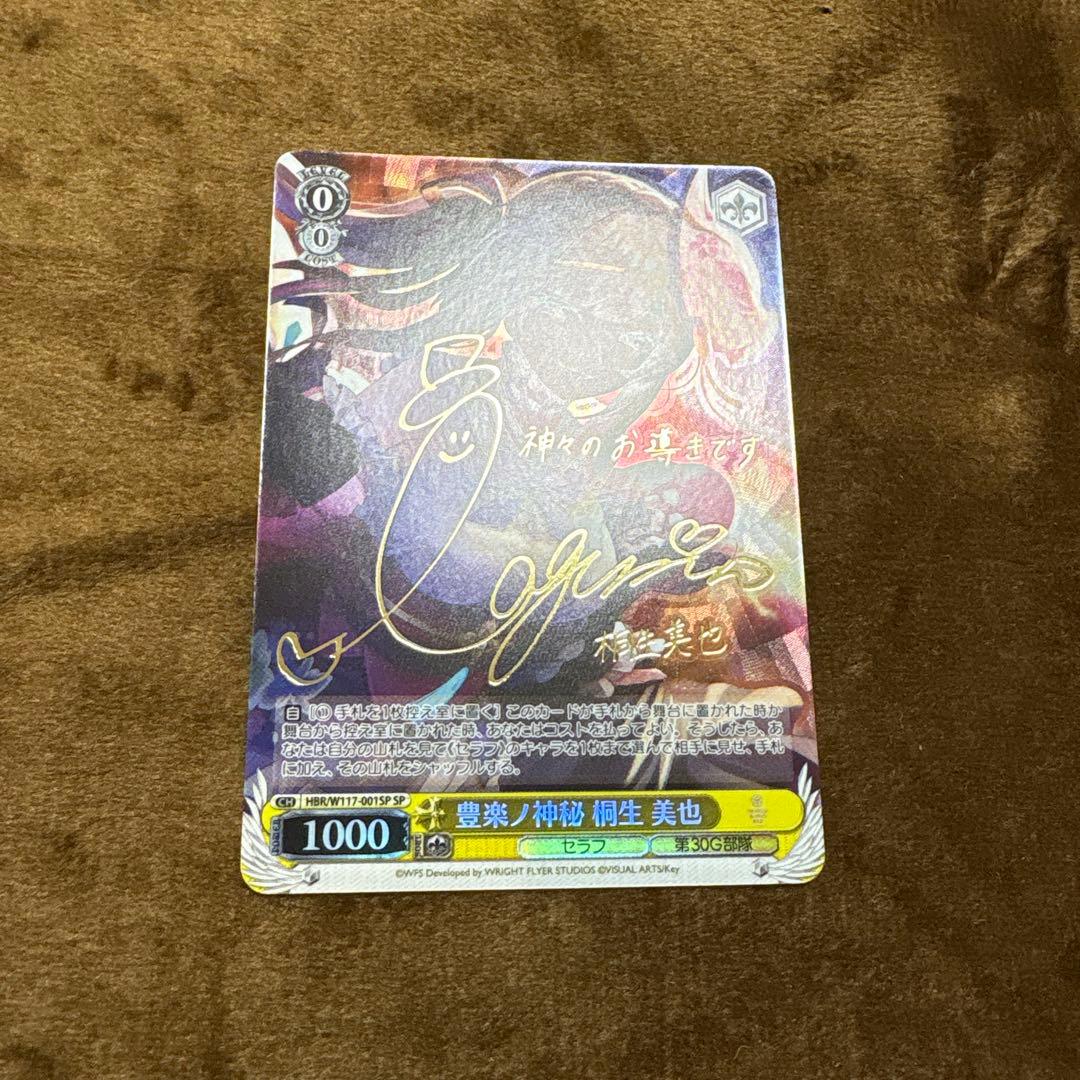 LEVEL
0
0
COST
神々のお導きです
桐生美也
自 [① 手札を1枚控え室に置く] このカードが手札から舞台に置かれた時か
舞台から控え室に置かれた時、あなたはコストを払ってよい。そうしたら、あ
なたは自分の山札を見て《セラフ》のキャラを1枚まで選んで相手に見せ、手札
に加え、その山札をシャッフルする。
CH HBR/W117-001SP SP
豊楽ノ神秘 桐生 美也
POWER 1000 SOUL
セラフ 第30G部隊
©WFS Developed by WRIGHT FLYER STUDIOS ©VISUAL ARTS/Key